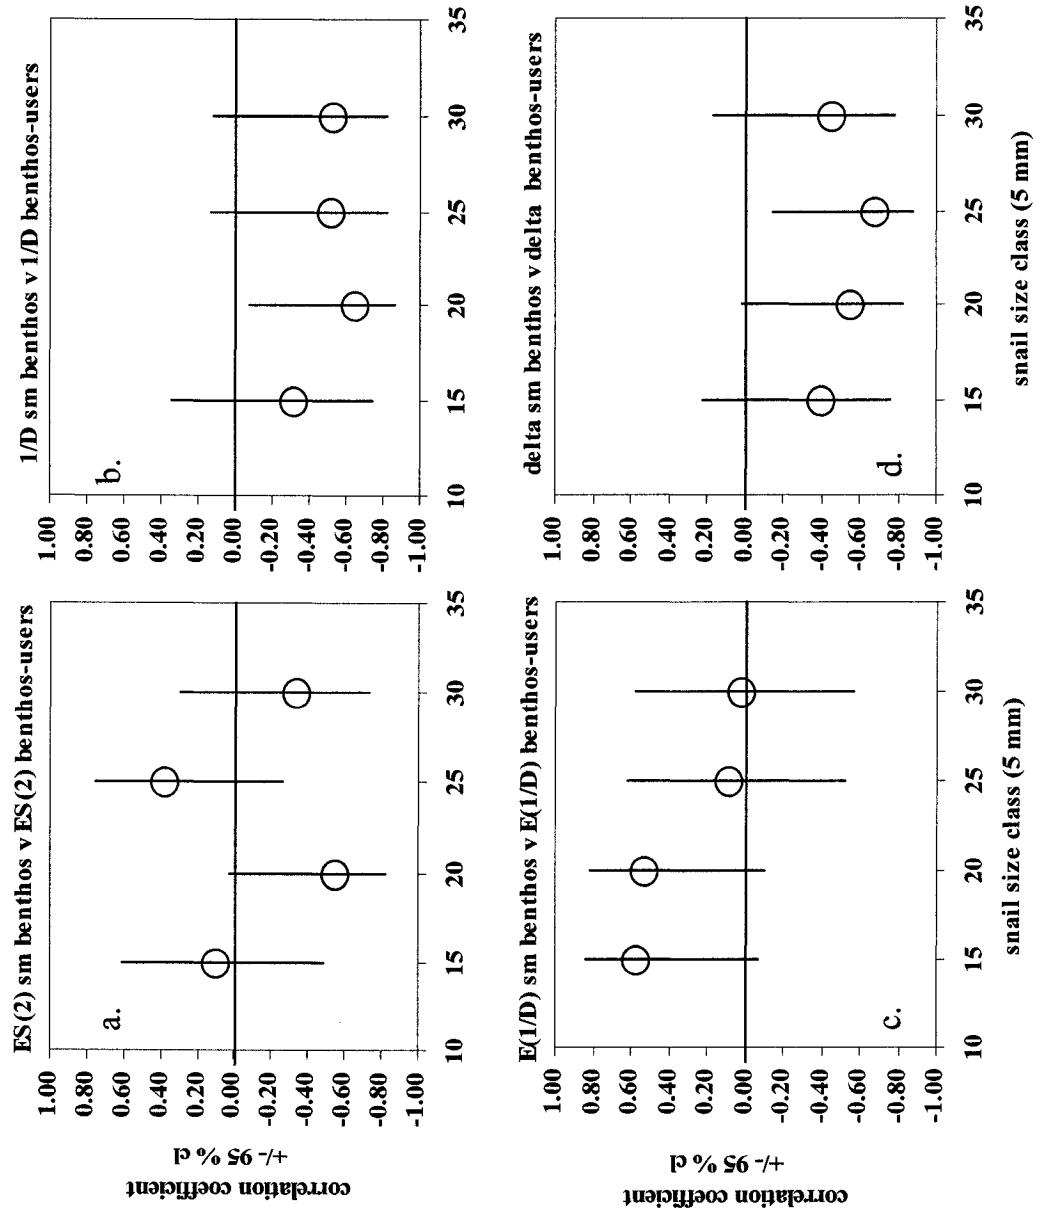 ES(2) sm benthos v ES(2) benthos-users
correlation coefficient
+/- 95 % cl
1.00
0.80
0.60
0.40
0.20
0.00
-0.20
-0.40
-0.60
-0.80
-1.00
a.
10 15 20 25 30 35
1/D sm benthos v 1/D benthos-users
1.00
0.80
0.60
0.40
0.20
0.00
-0.20
-0.40
-0.60
-0.80
-1.00
b.
10 15 20 25 30 35
E(1/D) sm benthos v E(1/D) benthos-users
correlation coefficient
+/- 95 % cl
1.00
0.80
0.60
0.40
0.20
0.00
-0.20
-0.40
-0.60
-0.80
-1.00
c.
10 15 20 25 30 35
snail size class (5 mm)
delta sm benthos v delta benthos-users
1.00
0.80
0.60
0.40
0.20
0.00
-0.20
-0.40
-0.60
-0.80
-1.00
d.
10 15 20 25 30 35
snail size class (5 mm)